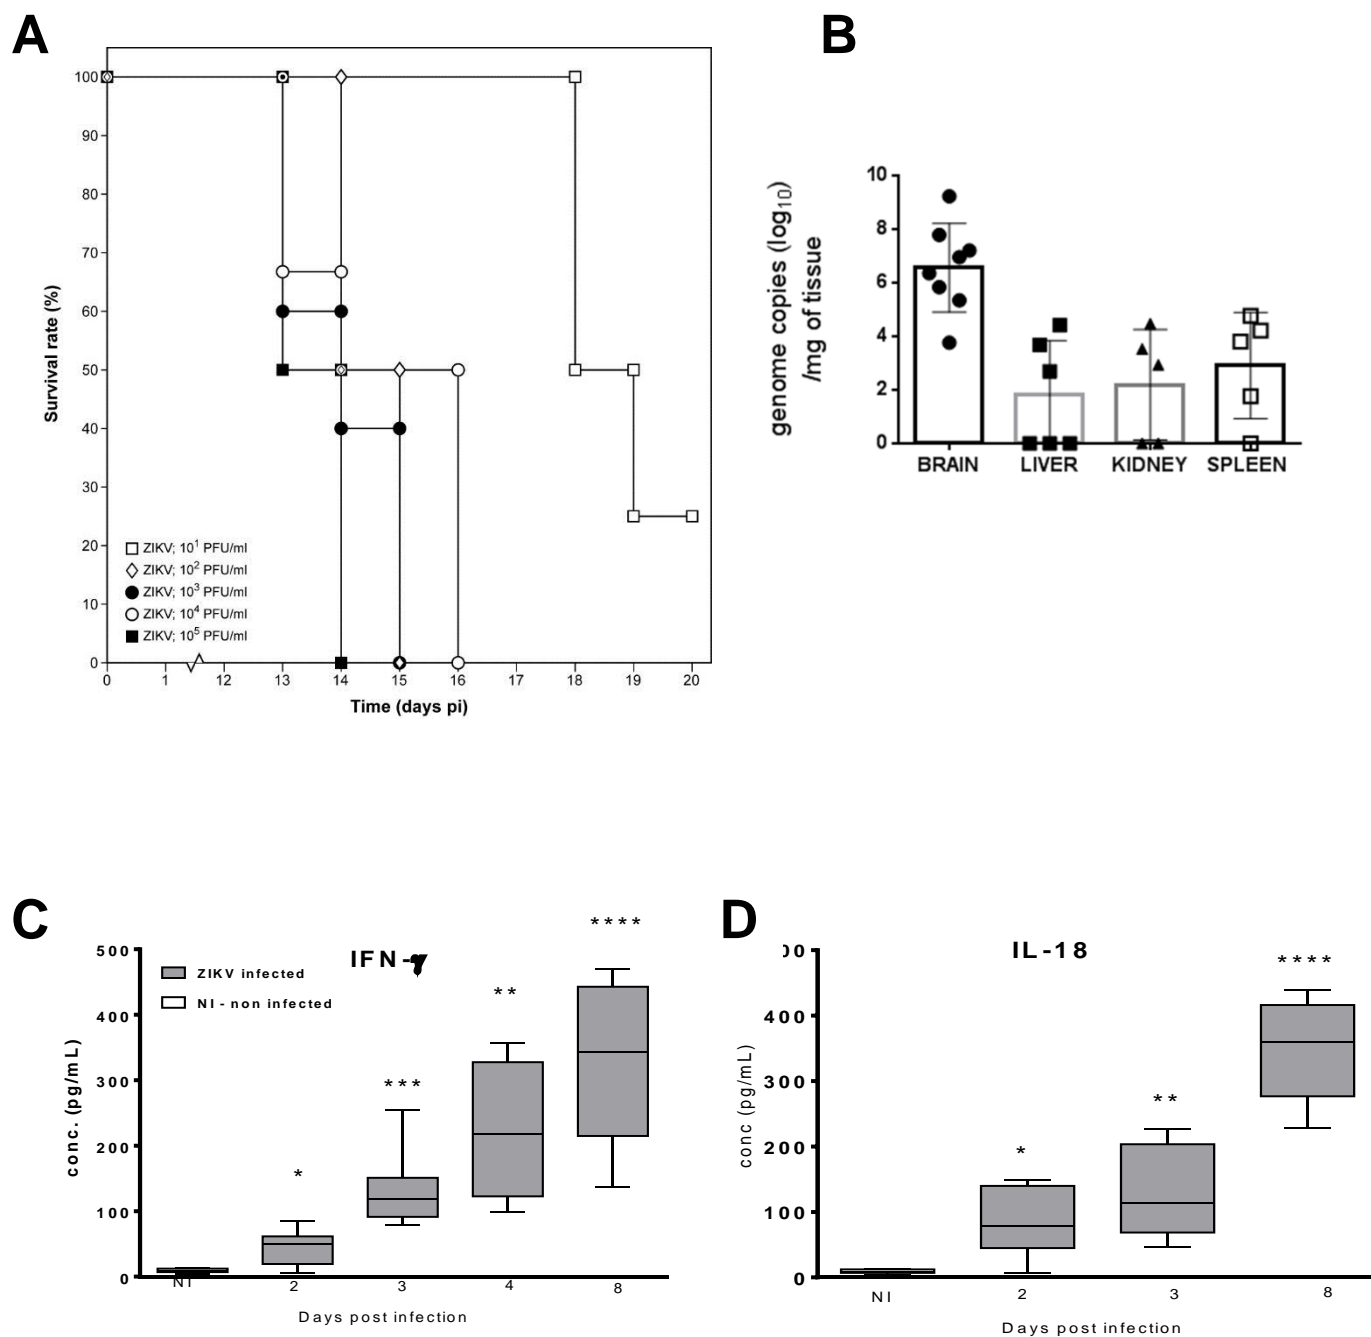 A
100
90
80
70
60
50
40
30
20
10
0
Survival rate (%)
ZIKV; 10¹ PFU/ml
ZIKV; 10² PFU/ml
ZIKV; 10³ PFU/ml
ZIKV; 10⁴ PFU/ml
ZIKV; 10⁵ PFU/ml
0 1 12 13 14 15 16 17 18 19 20
Time (days pi)
B
genome copies (log₁₀)
/mg of tissue
10
8
6
4
2
0
BRAIN LIVER KIDNEY SPLEEN
C
IFN-γ
ZIKV infected
NI - non infected
conc. (pg/mL)
500
400
300
200
100
0
* *** ** ****
NI 2 3 4 8
Days post infection
D
IL-18
conc (pg/mL)
00
400
300
200
100
0
* ** ****
NI 2 3 8
Days post infection